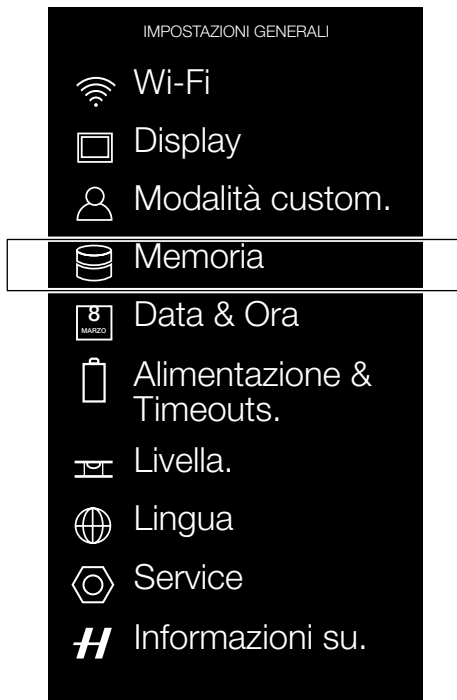 IMPOSTAZIONI GENERALI
Wi-Fi
Display
Modalità custom.
Memoria
8
MARZO
Data & Ora
Alimentazione &
Timeouts.
Livella.
Lingua
Service
H Informazioni su.